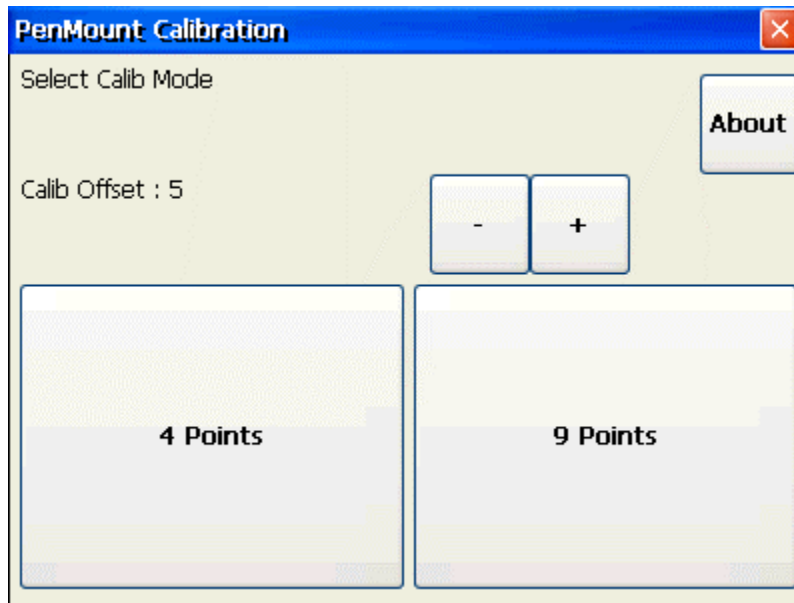 PenMount Calibration
Select Calib Mode
About
Calib Offset : 5
- +
4 Points 9 Points